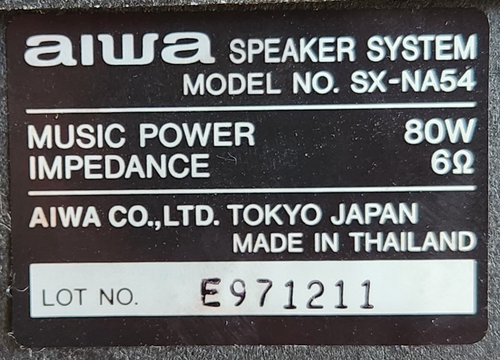 aiwa SPEAKER SYSTEM
MODEL NO. SX-NA54
MUSIC POWER 80W
IMPEDANCE 6Ω
AIWA CO.,LTD. TOKYO JAPAN
MADE IN THAILAND
LOT NO. E971211